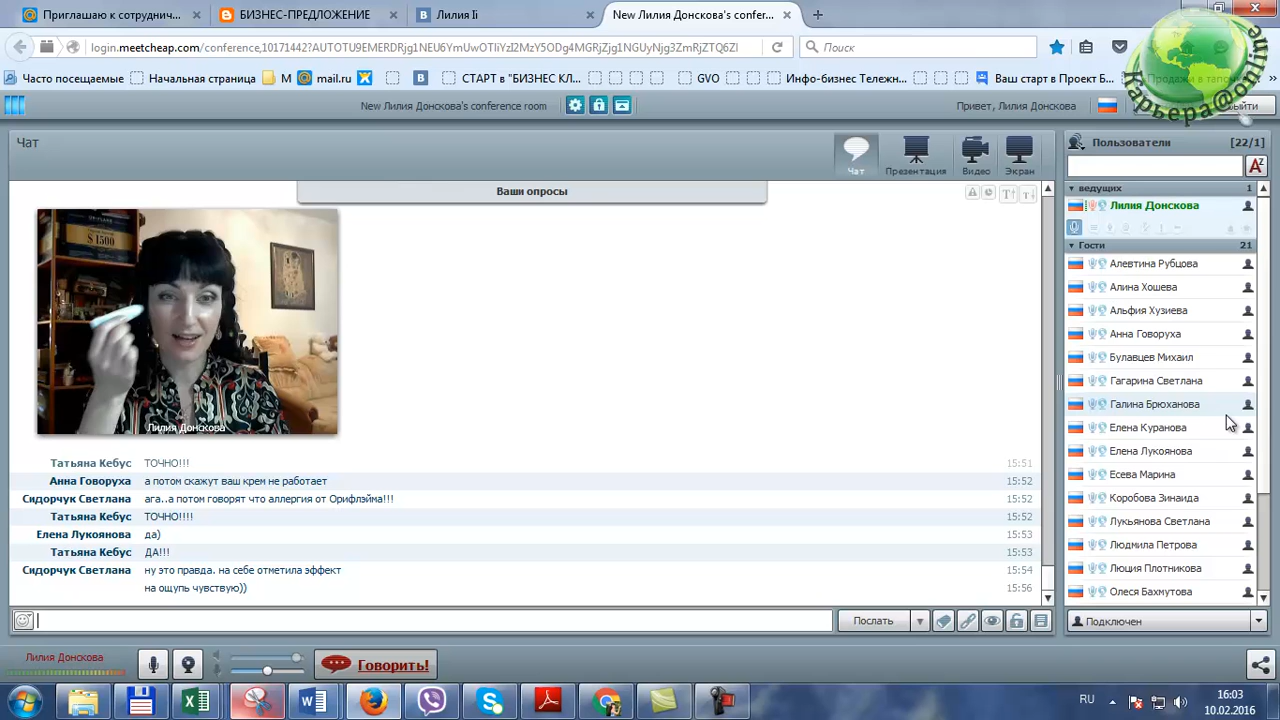 Приглашаю к сотруднич...
БИЗНЕС-ПРЕДЛОЖЕНИЕ
Лилия Ii
New Лилия Донскова's confer...
Поиск
Часто посещаемые
Начальная страница
М
mail.ru
СТАРТ в "БИЗНЕС КЛ...
GVO
Инфо-бизнес Тележн...
Ваш старт в Проект Б...
Карьера@online
New Лилия Донскова's conference room
Привет, Лилия Донскова
Чат
Чат
Презентация
Видео
Экран
Ваши опросы
ORIFLAME
$ 1500
Лилия Донскова
Татьяна Кебус ТОЧНО!!! 15:51
Анна Говоруха а потом скажут ваш крем не работает 15:52
Сидорчук Светлана ага..а потом говорят что аллергия от Орифлэйма!!! 15:52
Татьяна Кебус ТОЧНО!!!! 15:52
Елена Лукоянова да) 15:53
Татьяна Кебус ДА!!! 15:53
Сидорчук Светлана ну это правда. на себе отметила эффект 15:54
на ощупь чувствую)) 15:56
Послать
Пользователи [22/1]
ведущих 1
Лилия Донскова
Гости 21
Алевтина Рубцова
Алина Хошева
Альфия Хузиева
Анна Говоруха
Булавцев Михаил
Гагарина Светлана
Галина Брюханова
Елена Куранова
Елена Лукоянова
Есева Марина
Коробова Зинаида
Лукьянова Светлана
Людмила Петрова
Люция Плотникова
Олеся Бахмутова
Подключен
Лилия Донскова
Говорить!
RU
16:03
10.02.2016